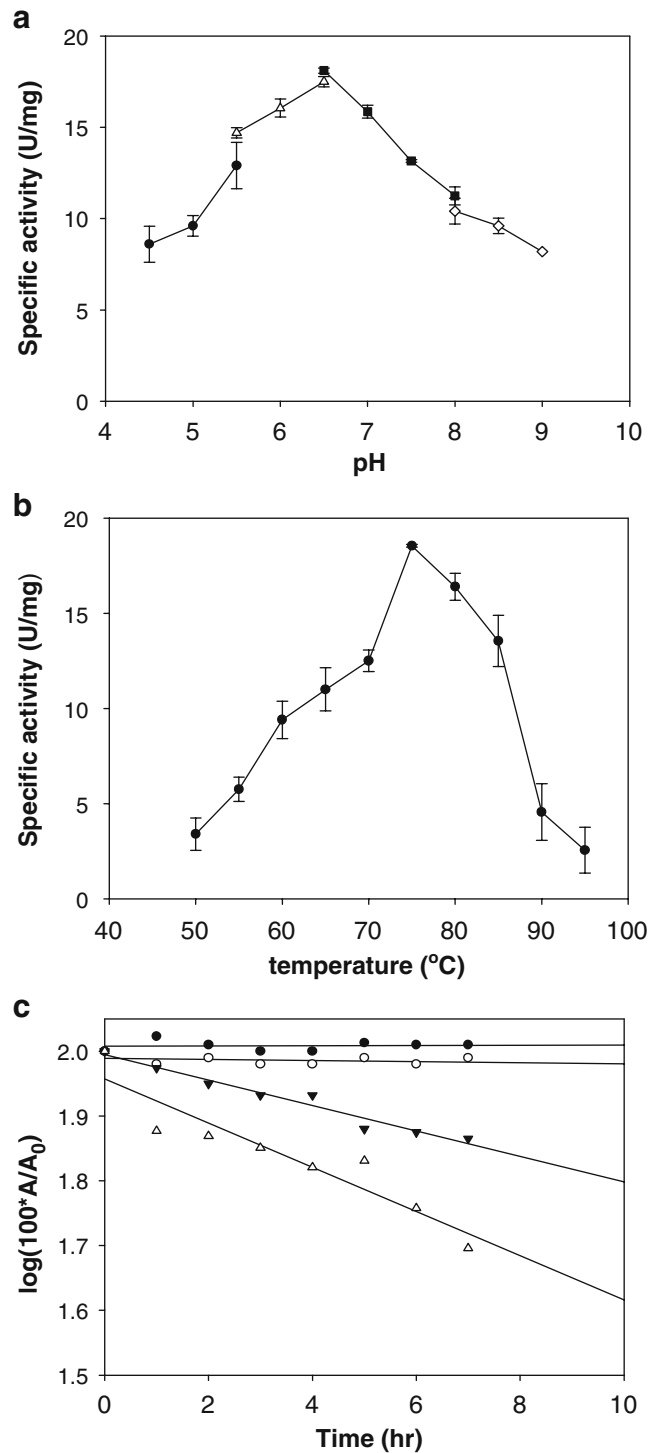 a
20
15
10
5
0
Specific activity (U/mg)
4 5 6 7 8 9 10
pH
b
20
15
10
5
0
Specific activity (U/mg)
40 50 60 70 80 90 100
temperature (°C)
c
2.0
1.9
1.8
1.7
1.6
1.5
log(100*A/A₀)
0 2 4 6 8 10
Time (hr)